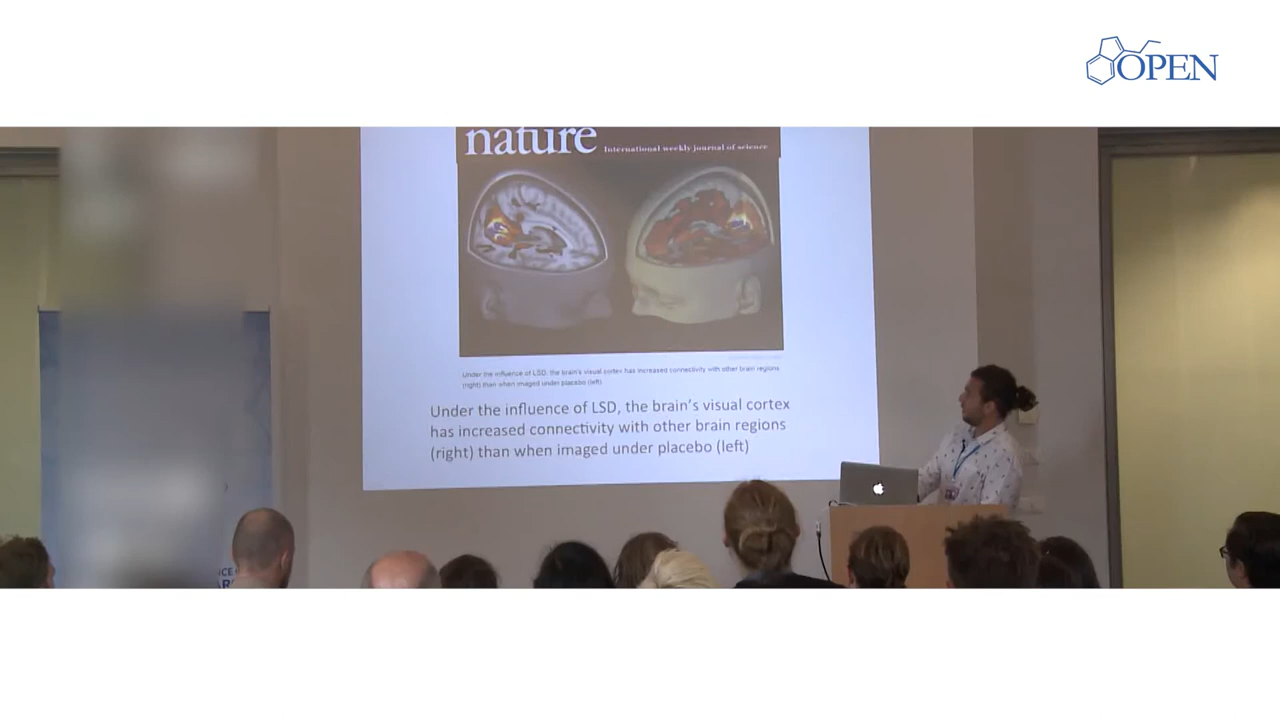 OPEN
nature
International weekly journal of science
Under the influence of LSD, the brain's visual cortex has increased connectivity with other brain regions
(right) than when imaged under placebo (left).
Under the influence of LSD, the brain's visual cortex
has increased connectivity with other brain regions
(right) than when imaged under placebo (left)